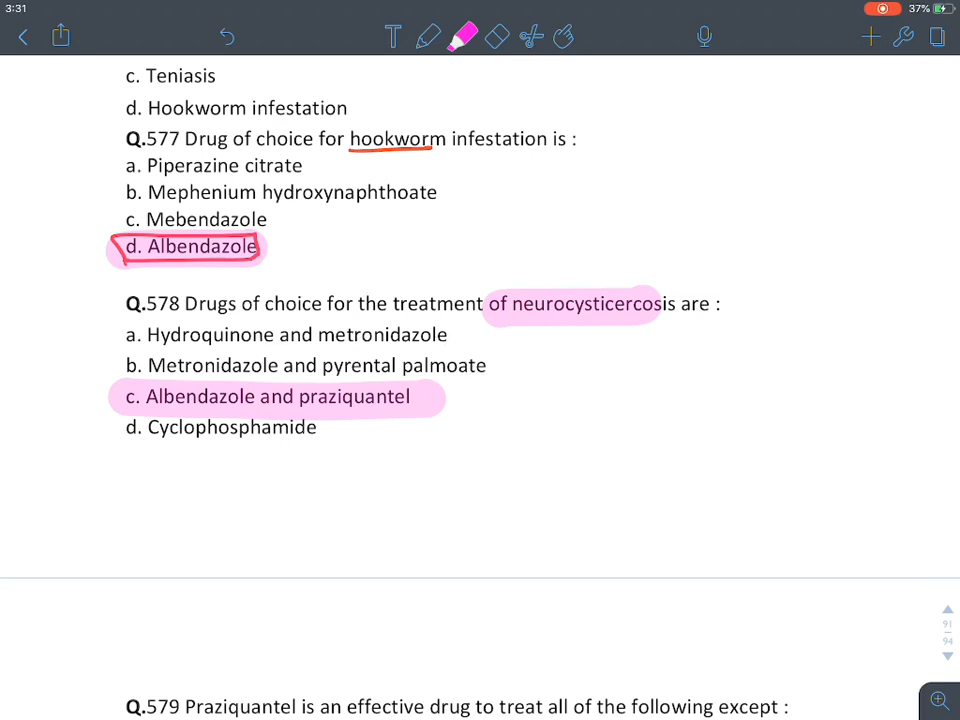 3:31
37%
T
c. Teniasis
d. Hookworm infestation
Q.577 Drug of choice for hookworm infestation is :
a. Piperazine citrate
b. Mephenium hydroxynaphthoate
c. Mebendazole
d. Albendazole
Q.578 Drugs of choice for the treatment of neurocysticercosis are :
a. Hydroquinone and metronidazole
b. Metronidazole and pyrental palmoate
c. Albendazole and praziquantel
d. Cyclophosphamide
91
94
Q.579 Praziquantel is an effective drug to treat all of the following except :